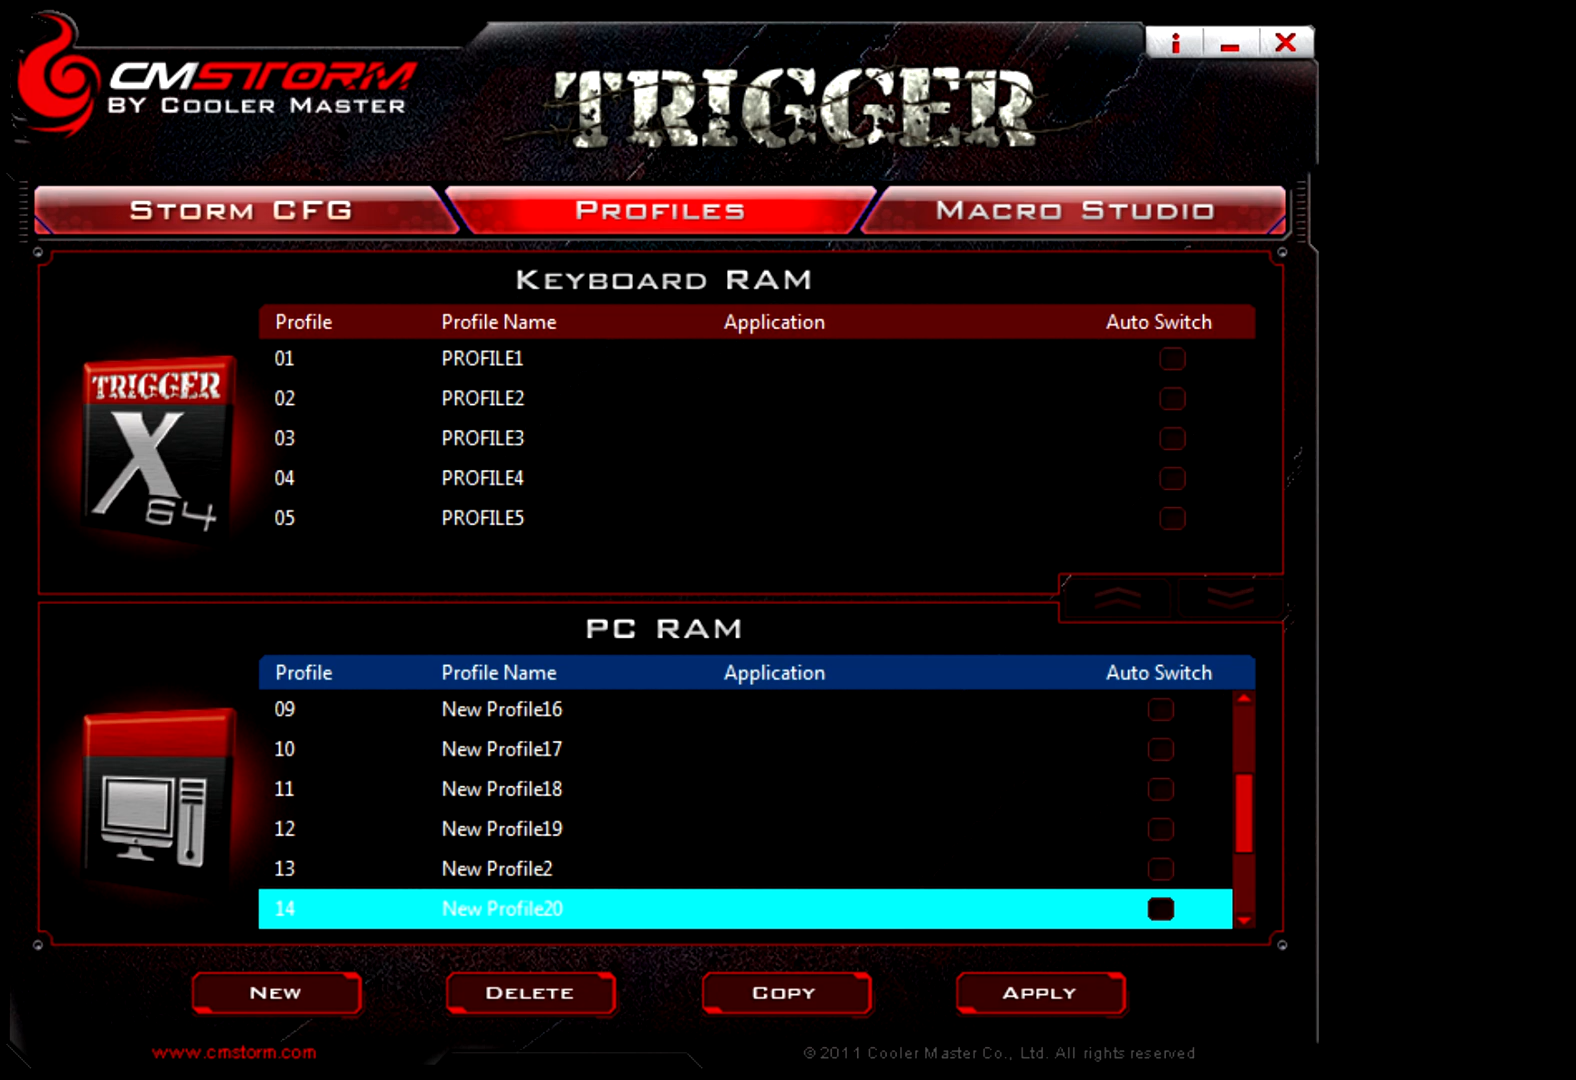 CMSTORM
BY COOLER MASTER
TRIGGER
STORM CFG
PROFILES
MACRO STUDIO
KEYBOARD RAM
Profile Profile Name Application Auto Switch
01 PROFILE1
02 PROFILE2
03 PROFILE3
04 PROFILE4
05 PROFILE5
TRIGGER
X
64
PC RAM
Profile Profile Name Application Auto Switch
09 New Profile16
10 New Profile17
11 New Profile18
12 New Profile19
13 New Profile2
14 New Profile20
NEW DELETE COPY APPLY
www.cmstorm.com
© 2011 Cooler Master Co., Ltd. All rights reserved